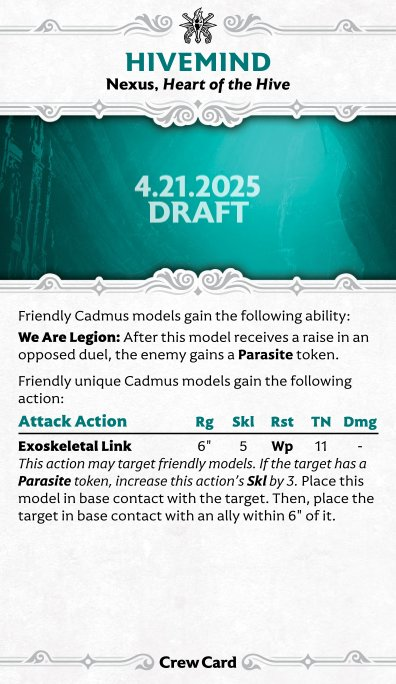 HIVEMIND
Nexus, Heart of the Hive
4.21.2025
DRAFT
Friendly Cadmus models gain the following ability:
We Are Legion: After this model receives a raise in an
opposed duel, the enemy gains a Parasite token.
Friendly unique Cadmus models gain the following
action:
Attack Action Rg Skl Rst TN Dmg
Exoskeletal Link 6" 5 Wp 11 -
This action may target friendly models. If the target has a
Parasite token, increase this action's Skl by 3. Place this
model in base contact with the target. Then, place the
target in base contact with an ally within 6" of it.
Crew Card